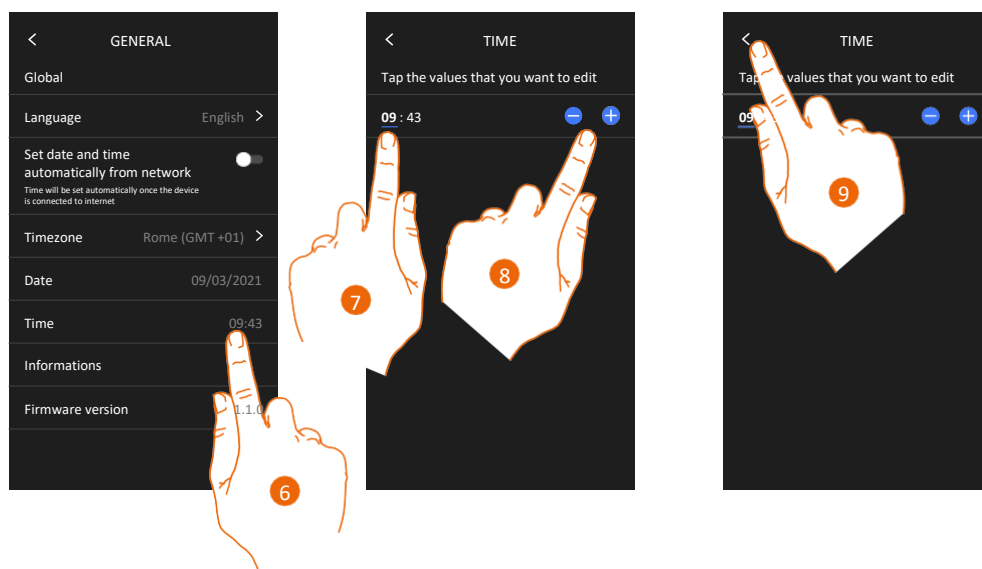 GENERAL
Global
Language English
Set date and time
automatically from network
Time will be set automatically once the device
is connected to internet
Timezone Rome (GMT +01)
Date 09/03/2021
Time 09:43
Informations
Firmware version 1.1.0
6
TIME
Tap the values that you want to edit
09 : 43
7
8
TIME
Tap values that you want to edit
09
9